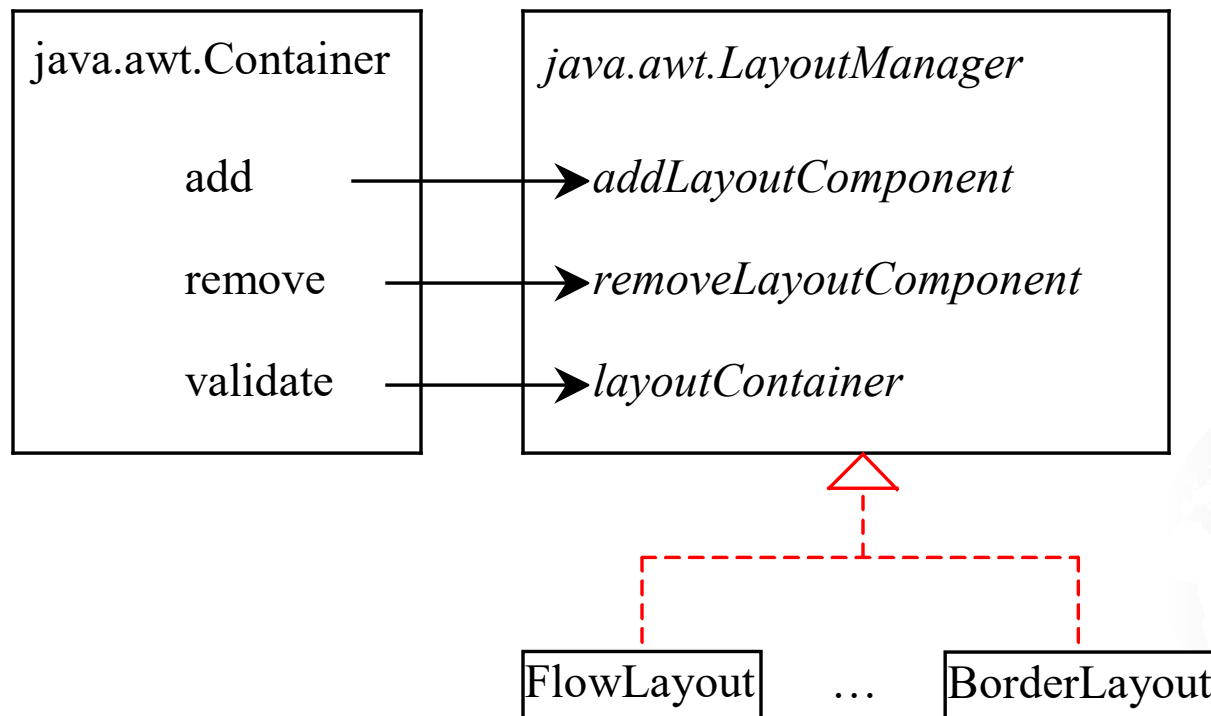 java.awt.Container
java.awt.LayoutManager
add
addLayoutComponent
remove
removeLayoutComponent
validate
layoutContainer
FlowLayout
…
BorderLayout